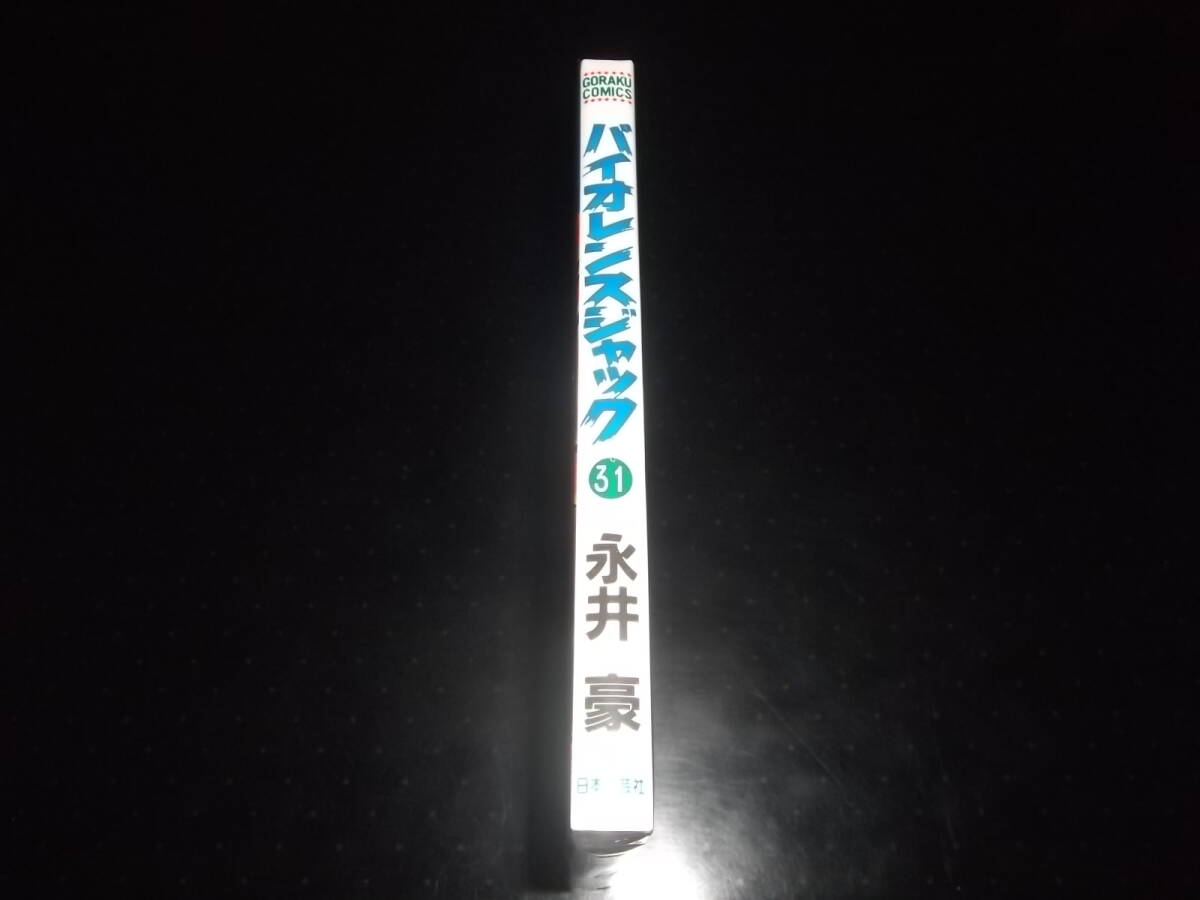 GORAKU
COMICS
バイオレンスジャック
31
永井 豪
日本 芸社